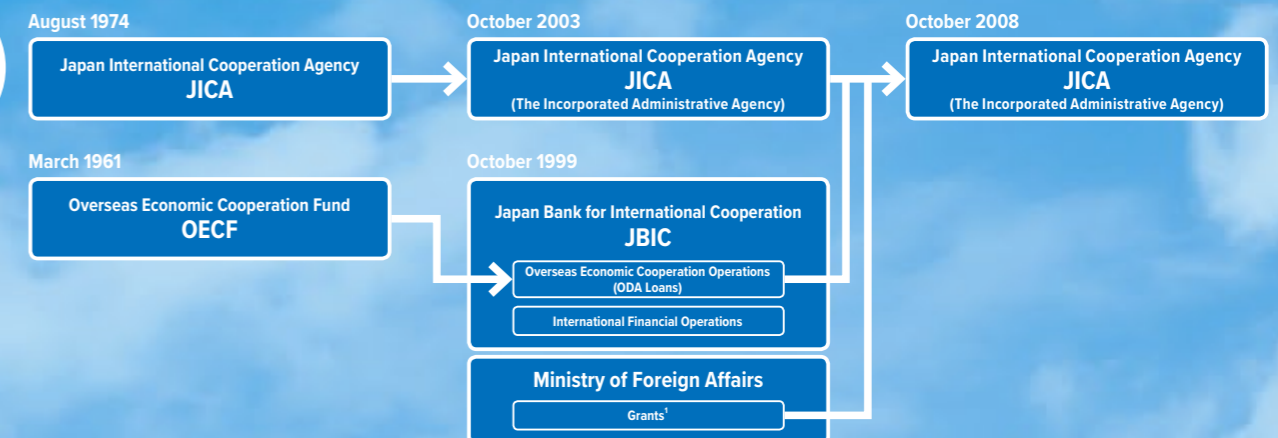 August 1974
Japan International Cooperation Agency
JICA
October 2003
Japan International Cooperation Agency
JICA
(The Incorporated Administrative Agency)
October 2008
Japan International Cooperation Agency
JICA
(The Incorporated Administrative Agency)
March 1961
Overseas Economic Cooperation Fund
OECF
October 1999
Japan Bank for International Cooperation
JBIC
Overseas Economic Cooperation Operations
(ODA Loans)
International Financial Operations
Ministry of Foreign Affairs
Grants¹